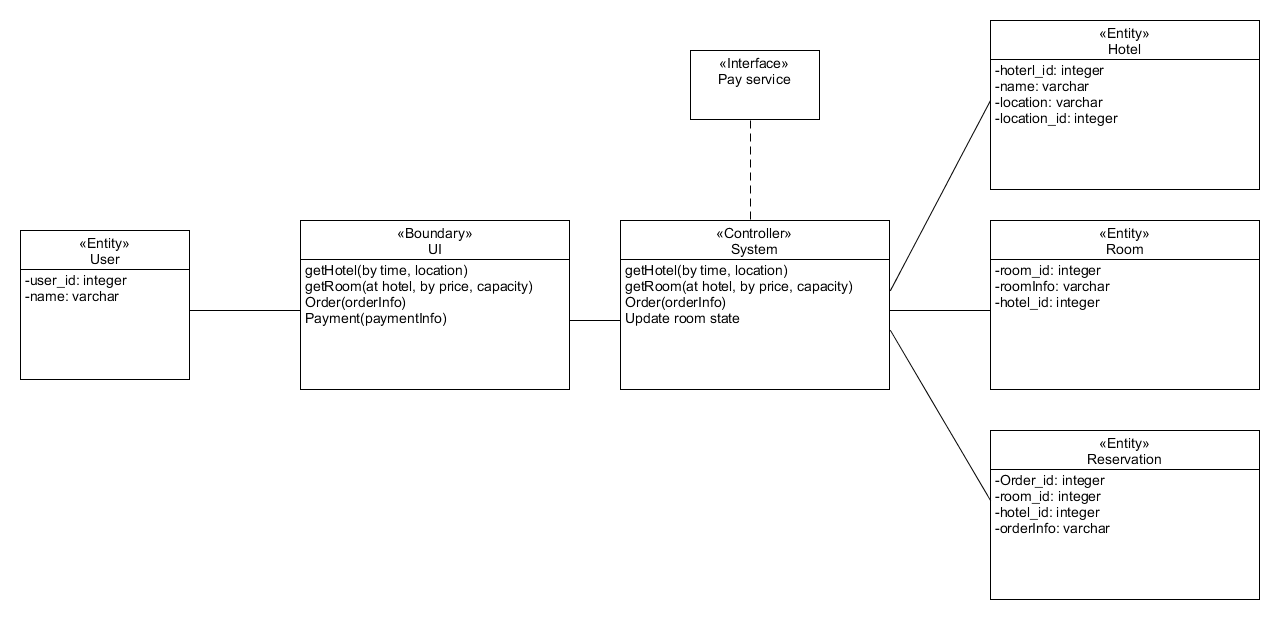 «Entity»
User
-user_id: integer
-name: varchar
«Boundary»
UI
getHotel(by time, location)
getRoom(at hotel, by price, capacity)
Order(orderInfo)
Payment(paymentInfo)
«Interface»
Pay service
«Controller»
System
getHotel(by time, location)
getRoom(at hotel, by price, capacity)
Order(orderInfo)
Update room state
«Entity»
Hotel
-hoterl_id: integer
-name: varchar
-location: varchar
-location_id: integer
«Entity»
Room
-room_id: integer
-roomInfo: varchar
-hotel_id: integer
«Entity»
Reservation
-Order_id: integer
-room_id: integer
-hotel_id: integer
-orderInfo: varchar